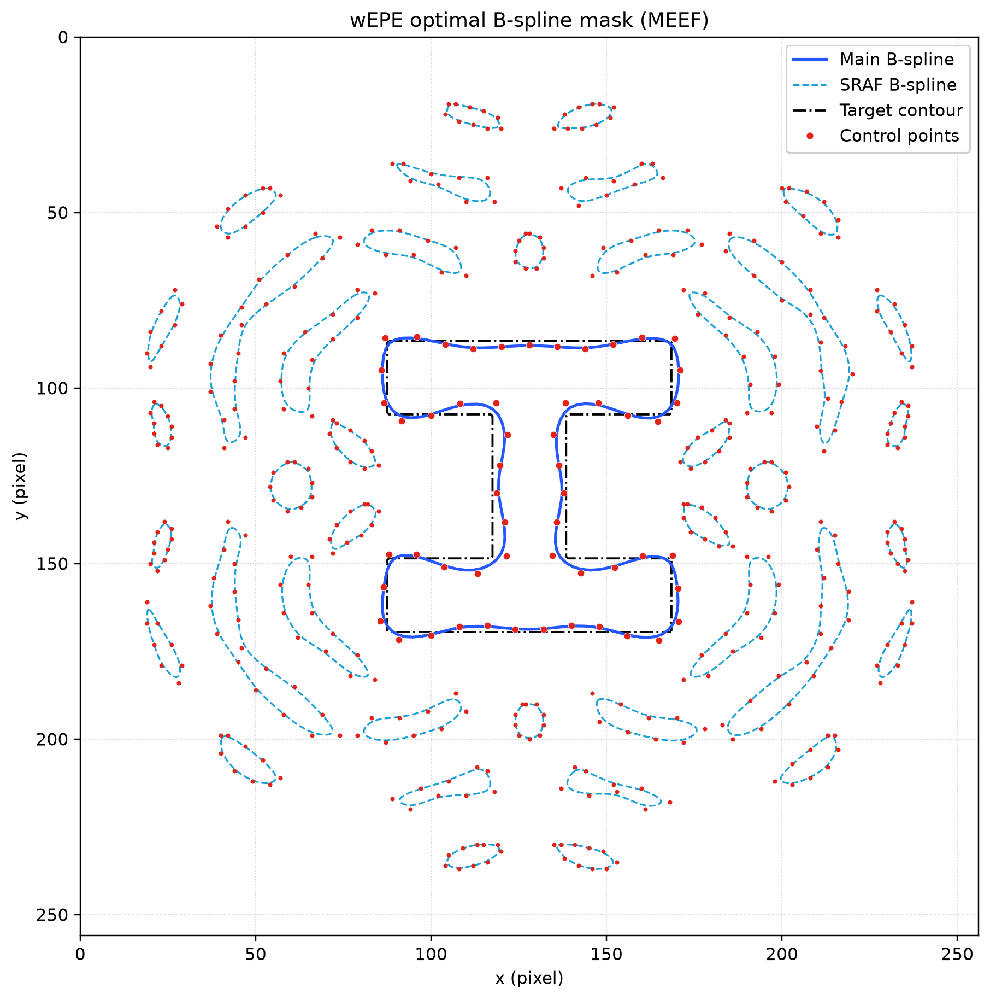 wEPE optimal B-spline mask (MEEF)
Main B-spline
SRAF B-spline
Target contour
Control points
0
50
100
150
200
250
y (pixel)
0 50 100 150 200 250
x (pixel)